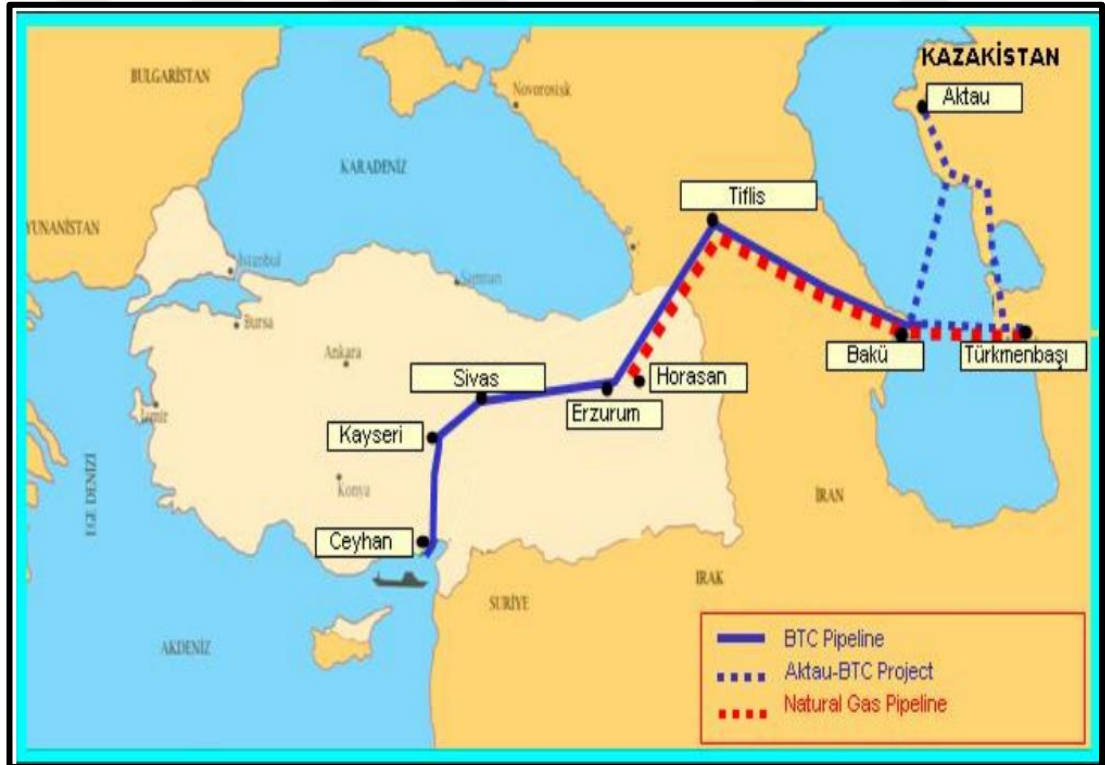 KAZAKİSTAN
BULGARİSTAN
Aktau
Novorosisk
KARADENİZ
Tiflis
YUNANİSTAN
İstanbul
Samsun
Bursa
Ankara
Bakü
Türkmenbaşı
Sivas
Horasan
Erzurum
İzmir
Kayseri
Konya
EGE DENİZİ
İRAN
Ceyhan
IRAK
SURİYE
AKDENİZ
BTC Pipeline
Aktau-BTC Project
Natural Gas Pipeline